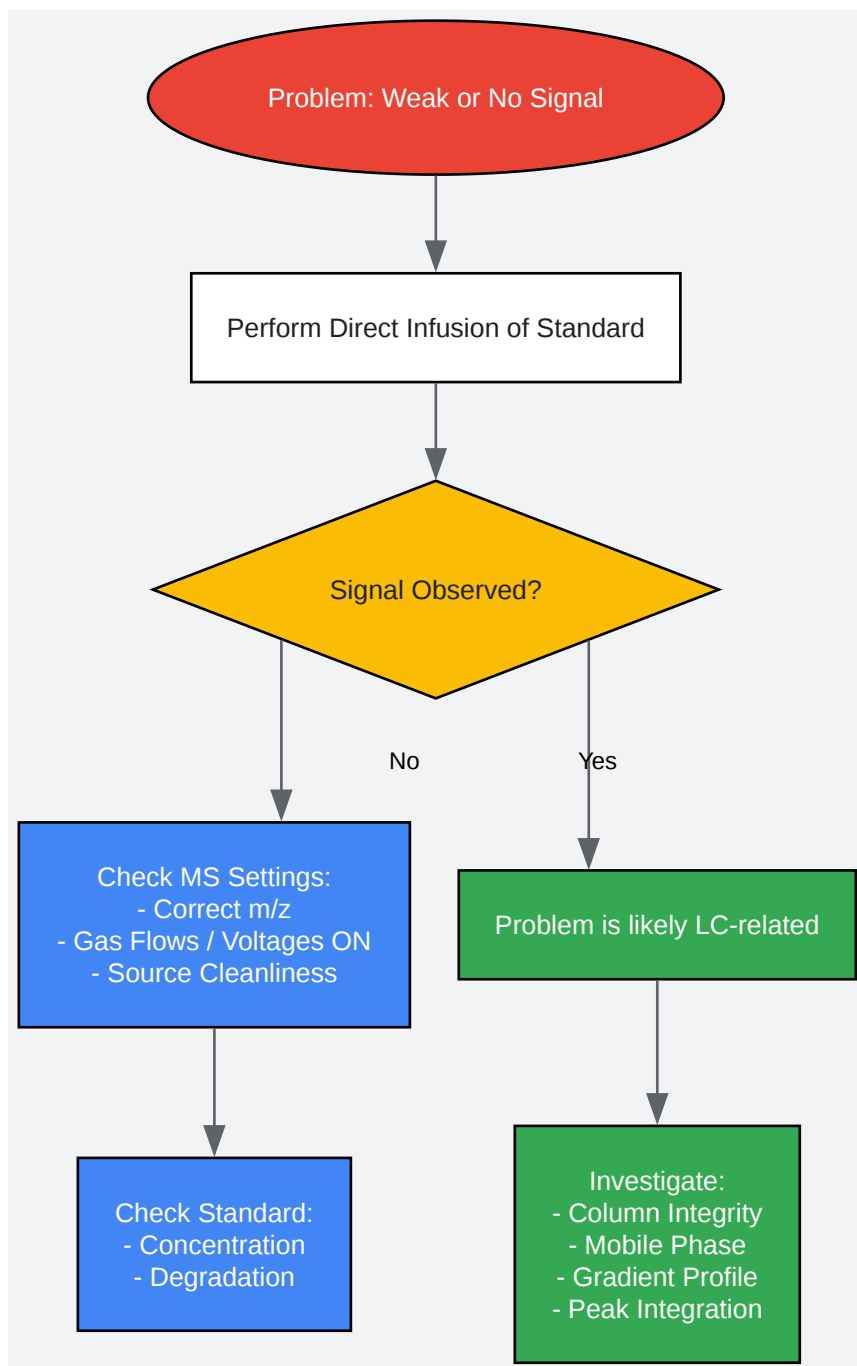 Problem: Weak or No Signal
Perform Direct Infusion of Standard
Signal Observed?
No
Yes
Check MS Settings:
- Correct m/z
- Gas Flows / Voltages ON
- Source Cleanliness
Problem is likely LC-related
Check Standard:
- Concentration
- Degradation
Investigate:
- Column Integrity
- Mobile Phase
- Gradient Profile
- Peak Integration